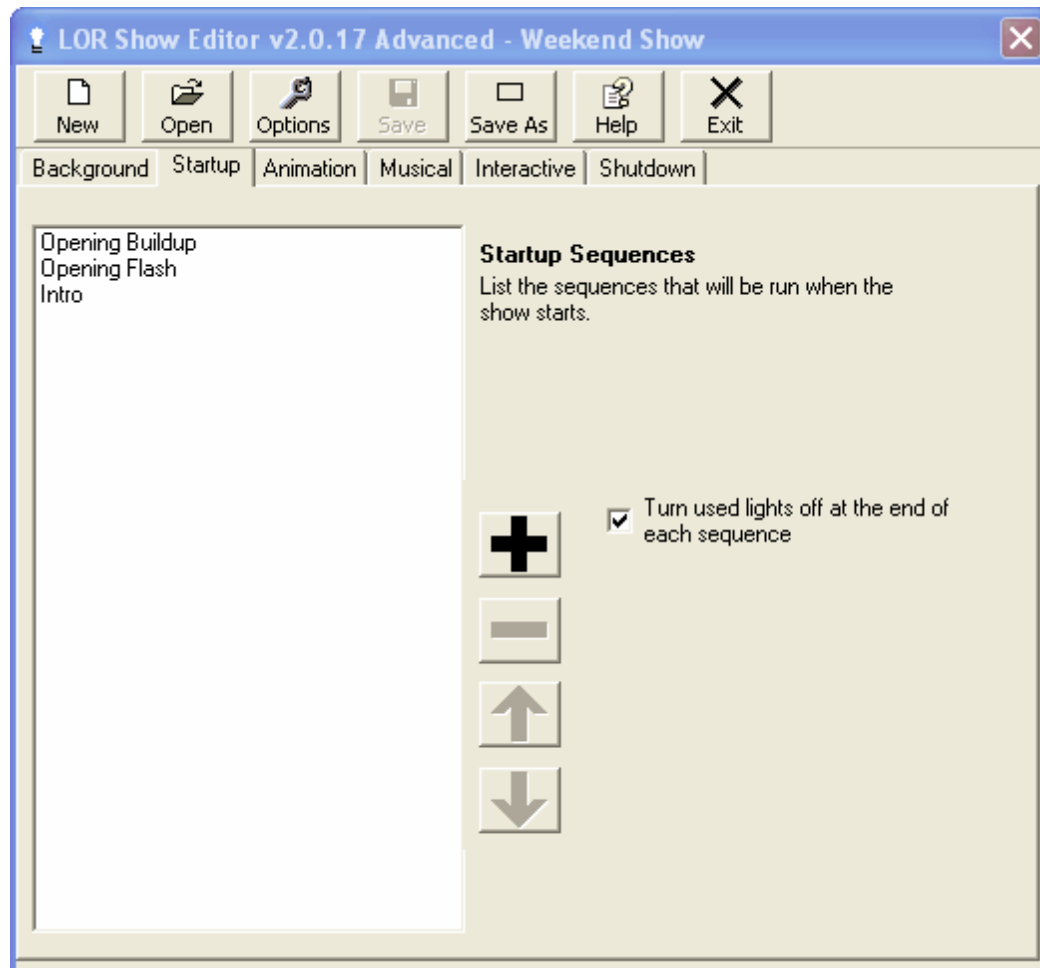 LOR Show Editor v2.0.17 Advanced - Weekend Show
New Open Options Save Save As Help Exit
Background Startup Animation Musical Interactive Shutdown
Opening Buildup
Opening Flash
Intro
Startup Sequences
List the sequences that will be run when the
show starts.
Turn used lights off at the end of
each sequence